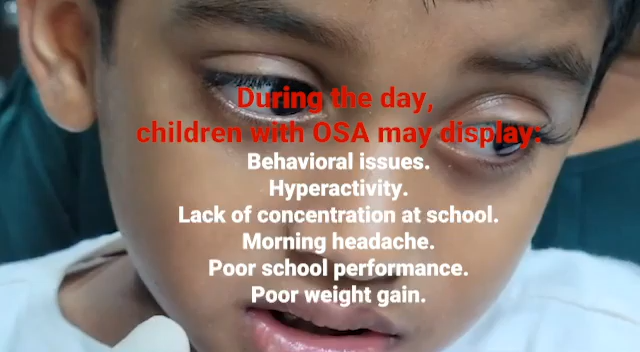 During the day,
children with OSA may display:
Behavioral issues.
Hyperactivity.
Lack of concentration at school.
Morning headache.
Poor school performance.
Poor weight gain.